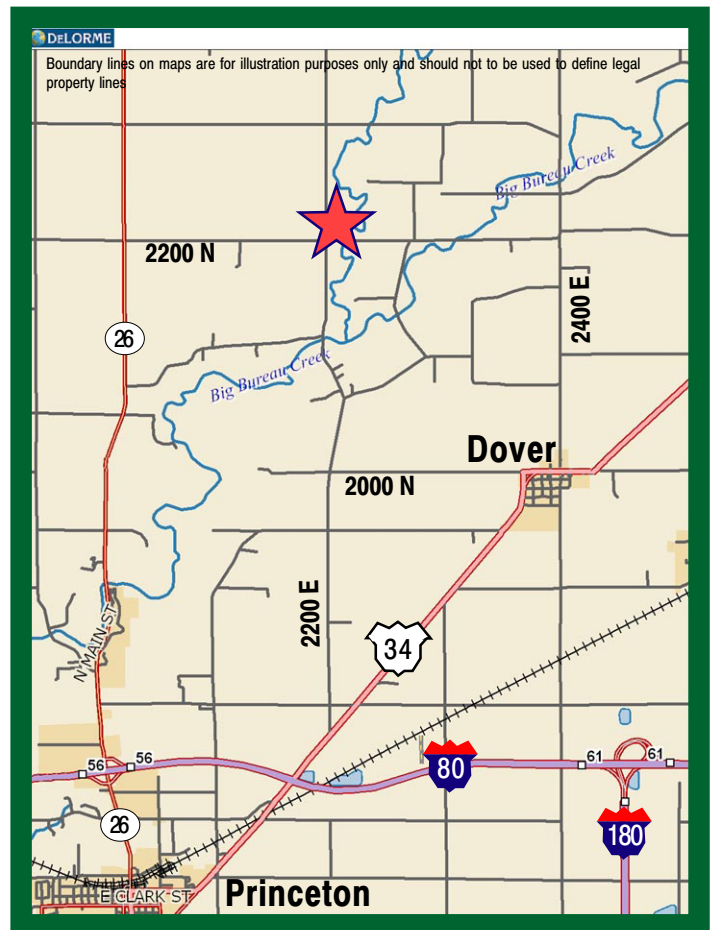 DELORME
Boundary lines on maps are for illustration purposes only and should not to be used to define legal
property lines
Big Bureau Creek
2200 N
2400 E
26
Big Bureau Creek
Dover
2000 N
2200 E
N MAIN ST
34
56
56
61
61
80
26
180
E CLARK ST
Princeton